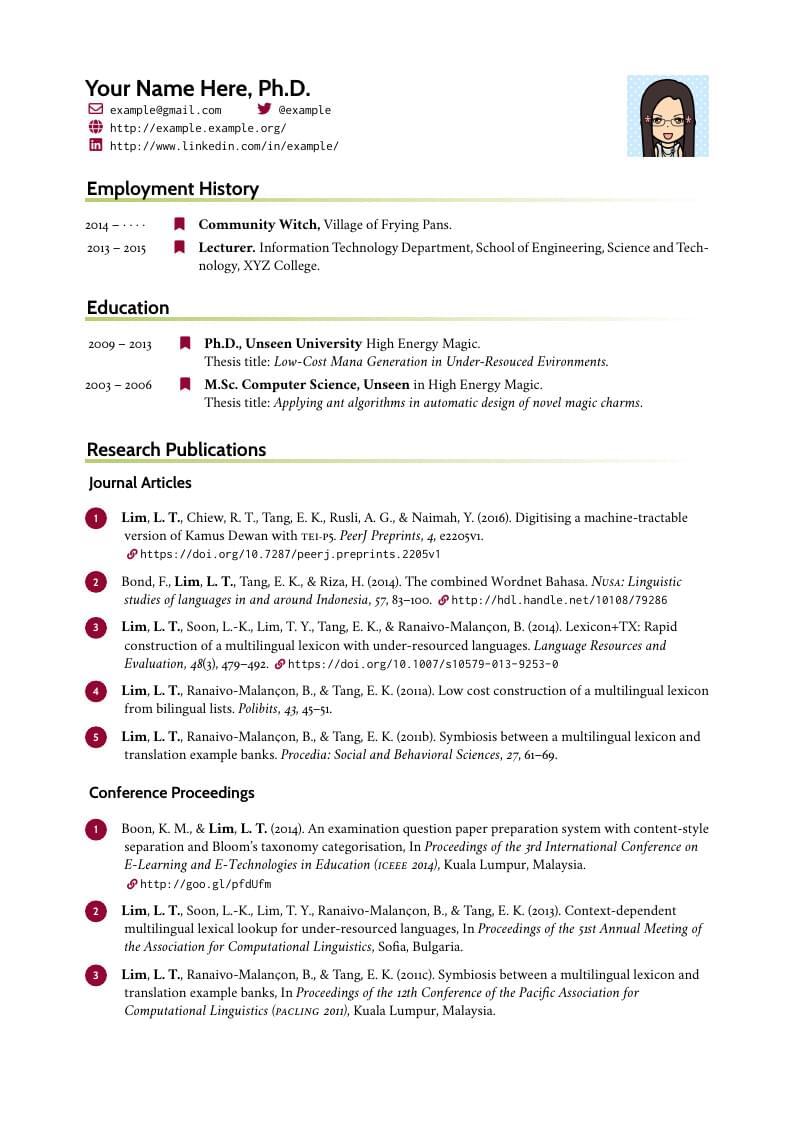 Your Name Here, Ph.D.
example@gmail.com @example
http://example.example.org/
http://www.linkedin.com/in/example/
Employment History
2014 – · · · · Community Witch, Village of Frying Pans.
2013 – 2015 Lecturer. Information Technology Department, School of Engineering, Science and Tech-
nology, XYZ College.
Education
2009 – 2013 Ph.D., Unseen University High Energy Magic.
Thesis title: Low-Cost Mana Generation in Under-Resouced Evironments.
2003 – 2006 M.Sc. Computer Science, Unseen in High Energy Magic.
Thesis title: Applying ant algorithms in automatic design of novel magic charms.
Research Publications
Journal Articles
1 Lim, L. T., Chiew, R. T., Tang, E. K., Rusli, A. G., & Naimah, Y. (2016). Digitising a machine-tractable
version of Kamus Dewan with TEI-P5. PeerJ Preprints, 4, e2205v1.
https://doi.org/10.7287/peerj.preprints.2205v1
2 Bond, F., Lim, L. T., Tang, E. K., & Riza, H. (2014). The combined Wordnet Bahasa. NUSA: Linguistic
studies of languages in and around Indonesia, 57, 83–100. http://hdl.handle.net/10108/79286
3 Lim, L. T., Soon, L.-K., Lim, T. Y., Tang, E. K., & Ranaivo-Malançon, B. (2014). Lexicon+TX: Rapid
construction of a multilingual lexicon with under-resourced languages. Language Resources and
Evaluation, 48(3), 479–492. https://doi.org/10.1007/s10579-013-9253-0
4 Lim, L. T., Ranaivo-Malançon, B., & Tang, E. K. (2011a). Low cost construction of a multilingual lexicon
from bilingual lists. Polibits, 43, 45–51.
5 Lim, L. T., Ranaivo-Malançon, B., & Tang, E. K. (2011b). Symbiosis between a multilingual lexicon and
translation example banks. Procedia: Social and Behavioral Sciences, 27, 61–69.
Conference Proceedings
1 Boon, K. M., & Lim, L. T. (2014). An examination question paper preparation system with content-style
separation and Bloom's taxonomy categorisation, In Proceedings of the 3rd International Conference on
E-Learning and E-Technologies in Education (ICEEE 2014), Kuala Lumpur, Malaysia.
http://goo.gl/pfdUfm
2 Lim, L. T., Soon, L.-K., Lim, T. Y., Ranaivo-Malançon, B., & Tang, E. K. (2013). Context-dependent
multilingual lexical lookup for under-resourced languages, In Proceedings of the 51st Annual Meeting of
the Association for Computational Linguistics, Sofia, Bulgaria.
3 Lim, L. T., Ranaivo-Malançon, B., & Tang, E. K. (2011c). Symbiosis between a multilingual lexicon and
translation example banks, In Proceedings of the 12th Conference of the Pacific Association for
Computational Linguistics (PACLING 2011), Kuala Lumpur, Malaysia.